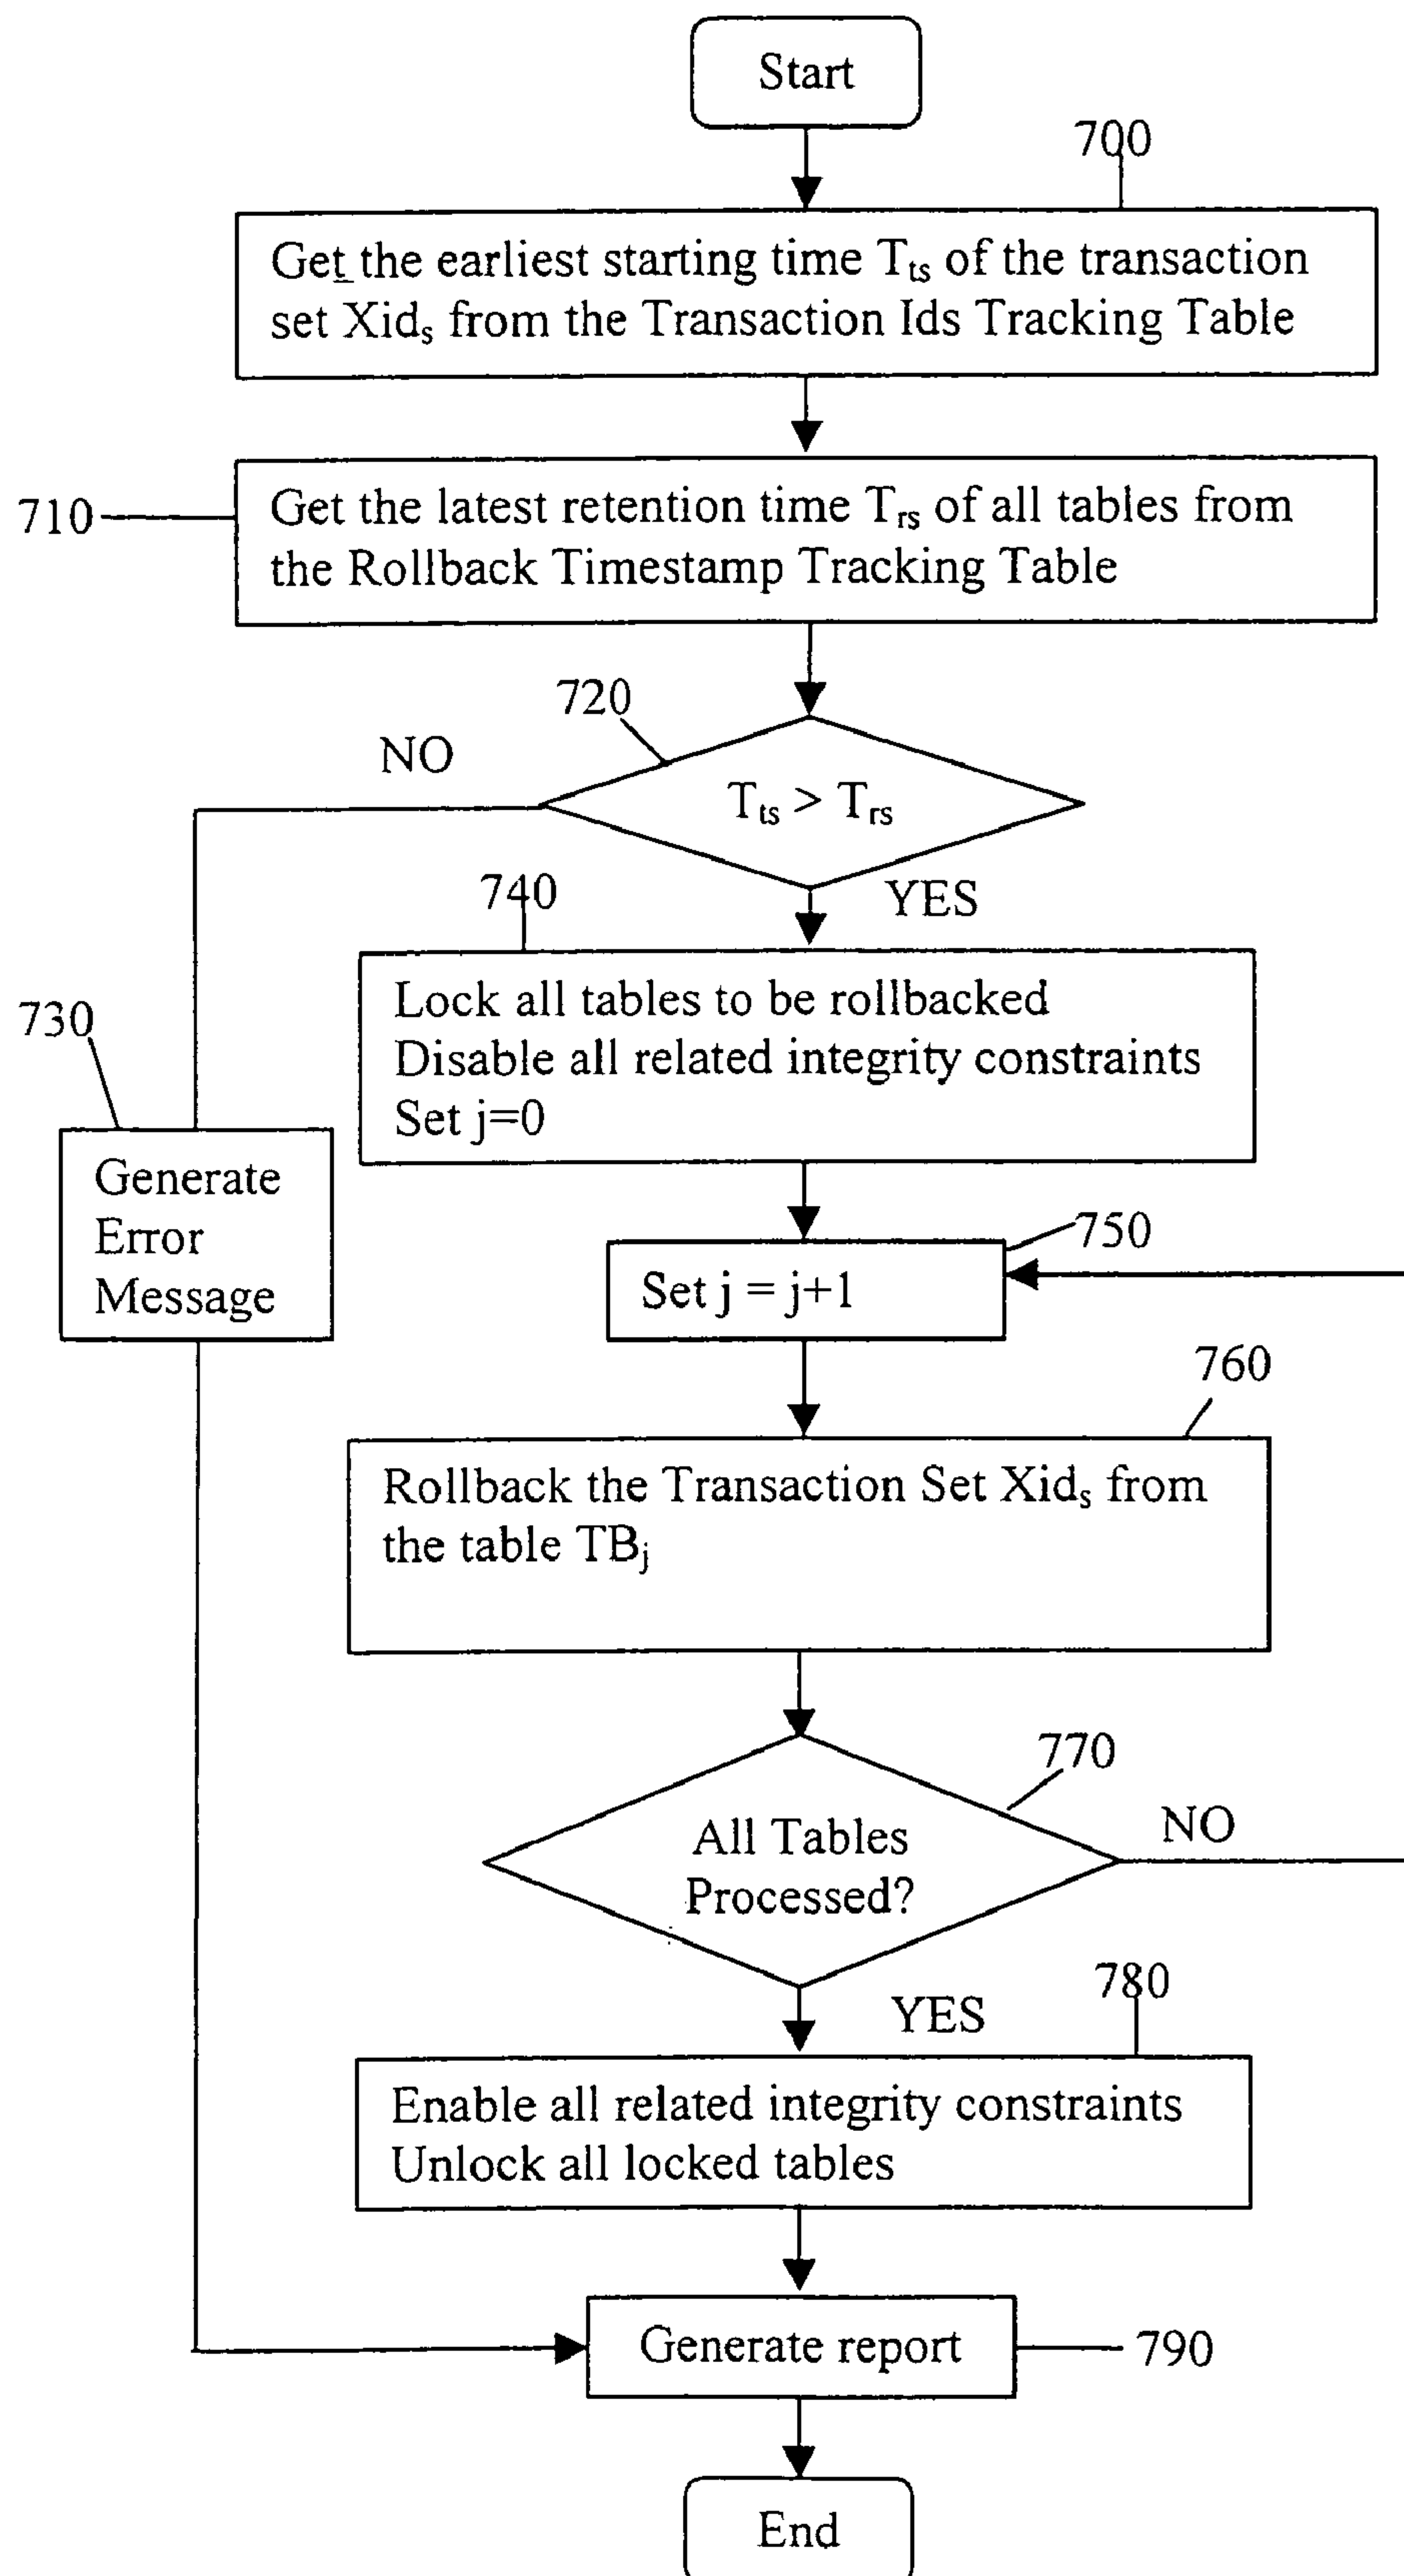 Start
700
Get the earliest starting time Tts of the transaction
set Xids from the Transaction Ids Tracking Table
710
Get the latest retention time Trs of all tables from
the Rollback Timestamp Tracking Table
720
NO
Tts > Trs
740
YES
Lock all tables to be rollbacked
Disable all related integrity constraints
Set j=0
730
Generate
Error
Message
750
Set j = j+1
760
Rollback the Transaction Set Xids from
the table TBj
770
NO
All Tables
Processed?
780
YES
Enable all related integrity constraints
Unlock all locked tables
Generate report
790
End